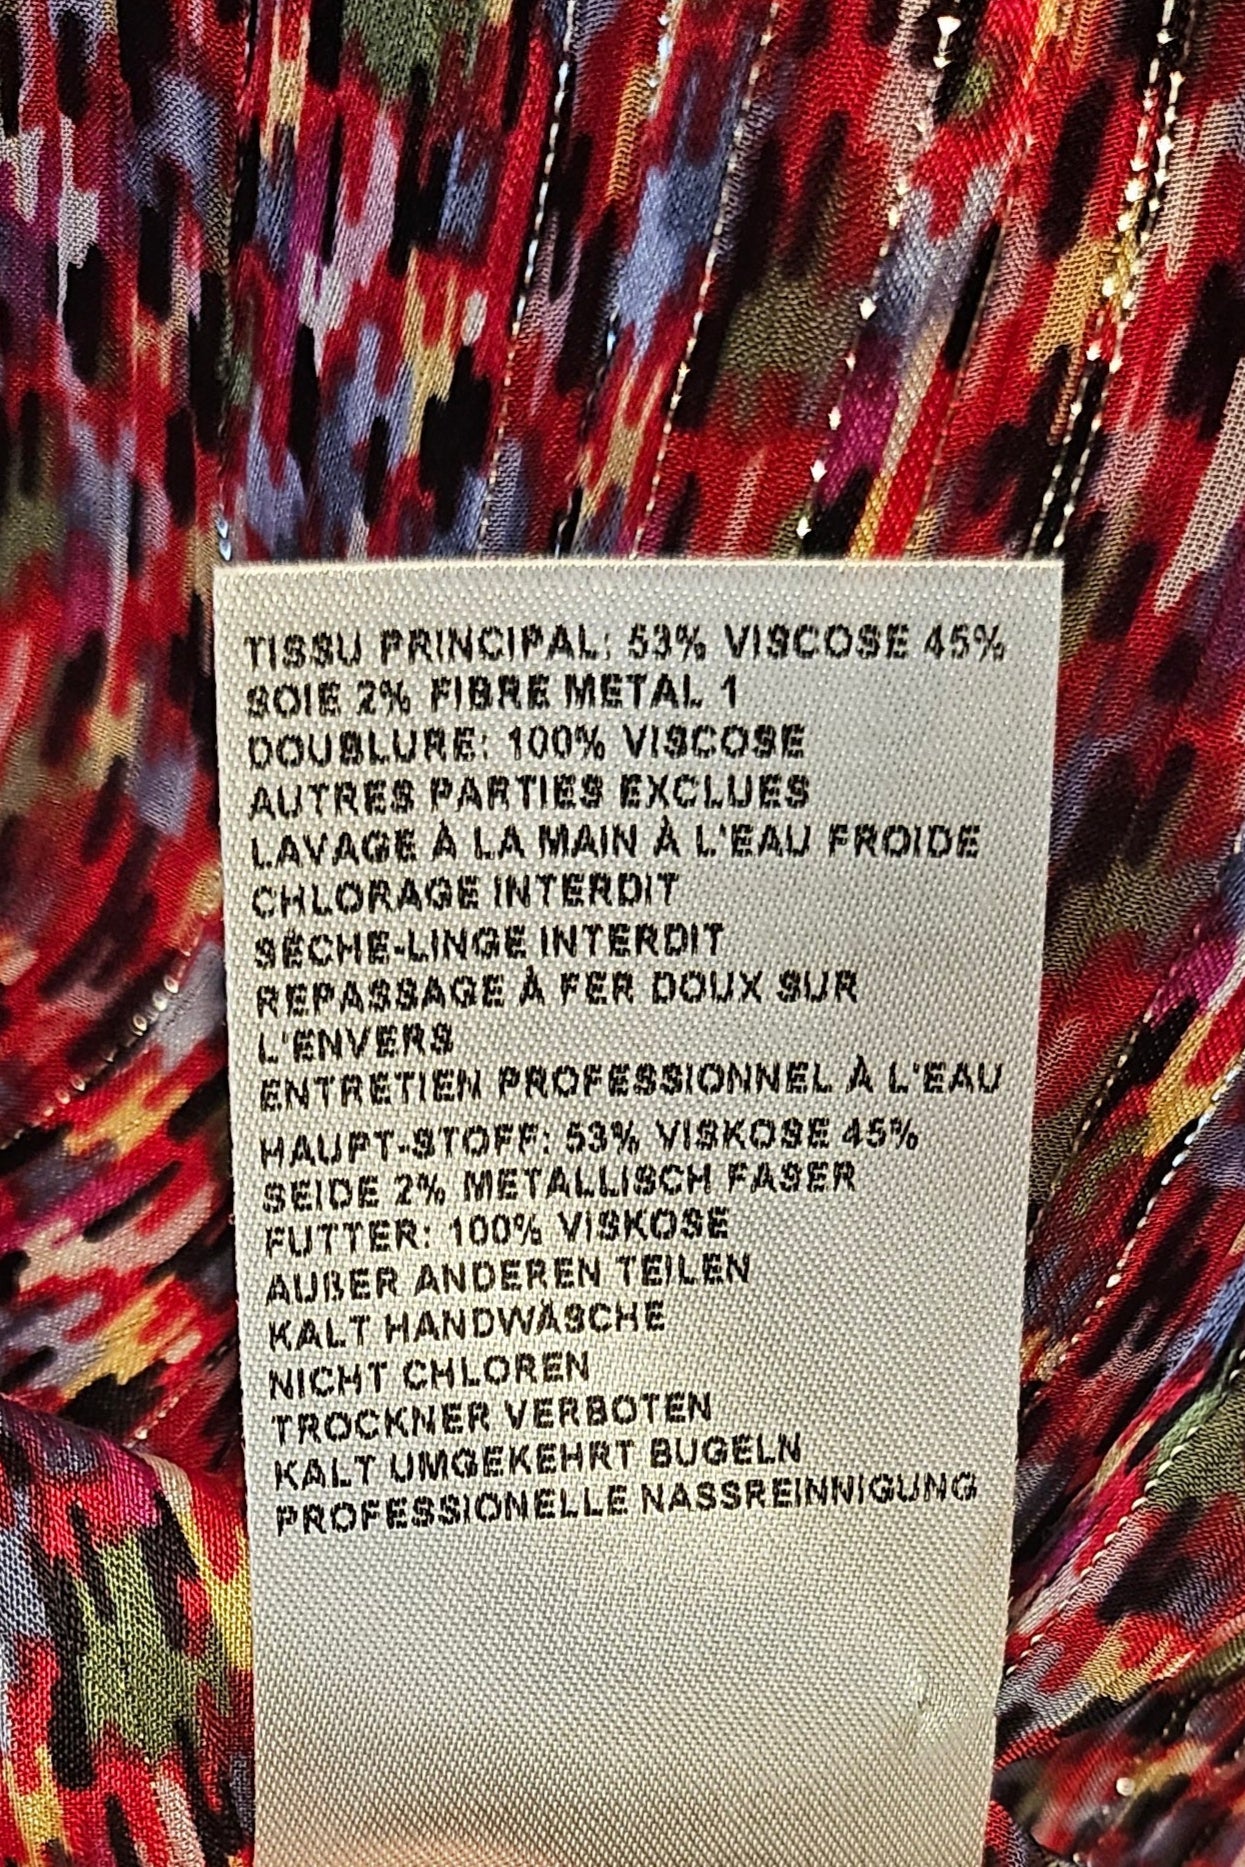 TISSU PRINCIPAL: 53% VISCOSE 45%
SOIE 2% FIBRE METAL 1
DOUBLURE: 100% VISCOSE
AUTRES PARTIES EXCLUES
LAVAGE À LA MAIN À L'EAU FROIDE
CHLORAGE INTERDIT
SÈCHE-LINGE INTERDIT
REPASSAGE À FER DOUX SUR
L'ENVERS
ENTRETIEN PROFESSIONNEL À L'EAU
HAUPT-STOFF: 53% VISKOSE 45%
SEIDE 2% METALLISCH FASER
FUTTER: 100% VISKOSE
AUßER ANDEREN TEILEN
KALT HANDWÄSCHE
NICHT CHLOREN
TROCKNER VERBOTEN
KALT UMGEKEHRT BUGELN
PROFESSIONELLE NASSREINNIGUNG